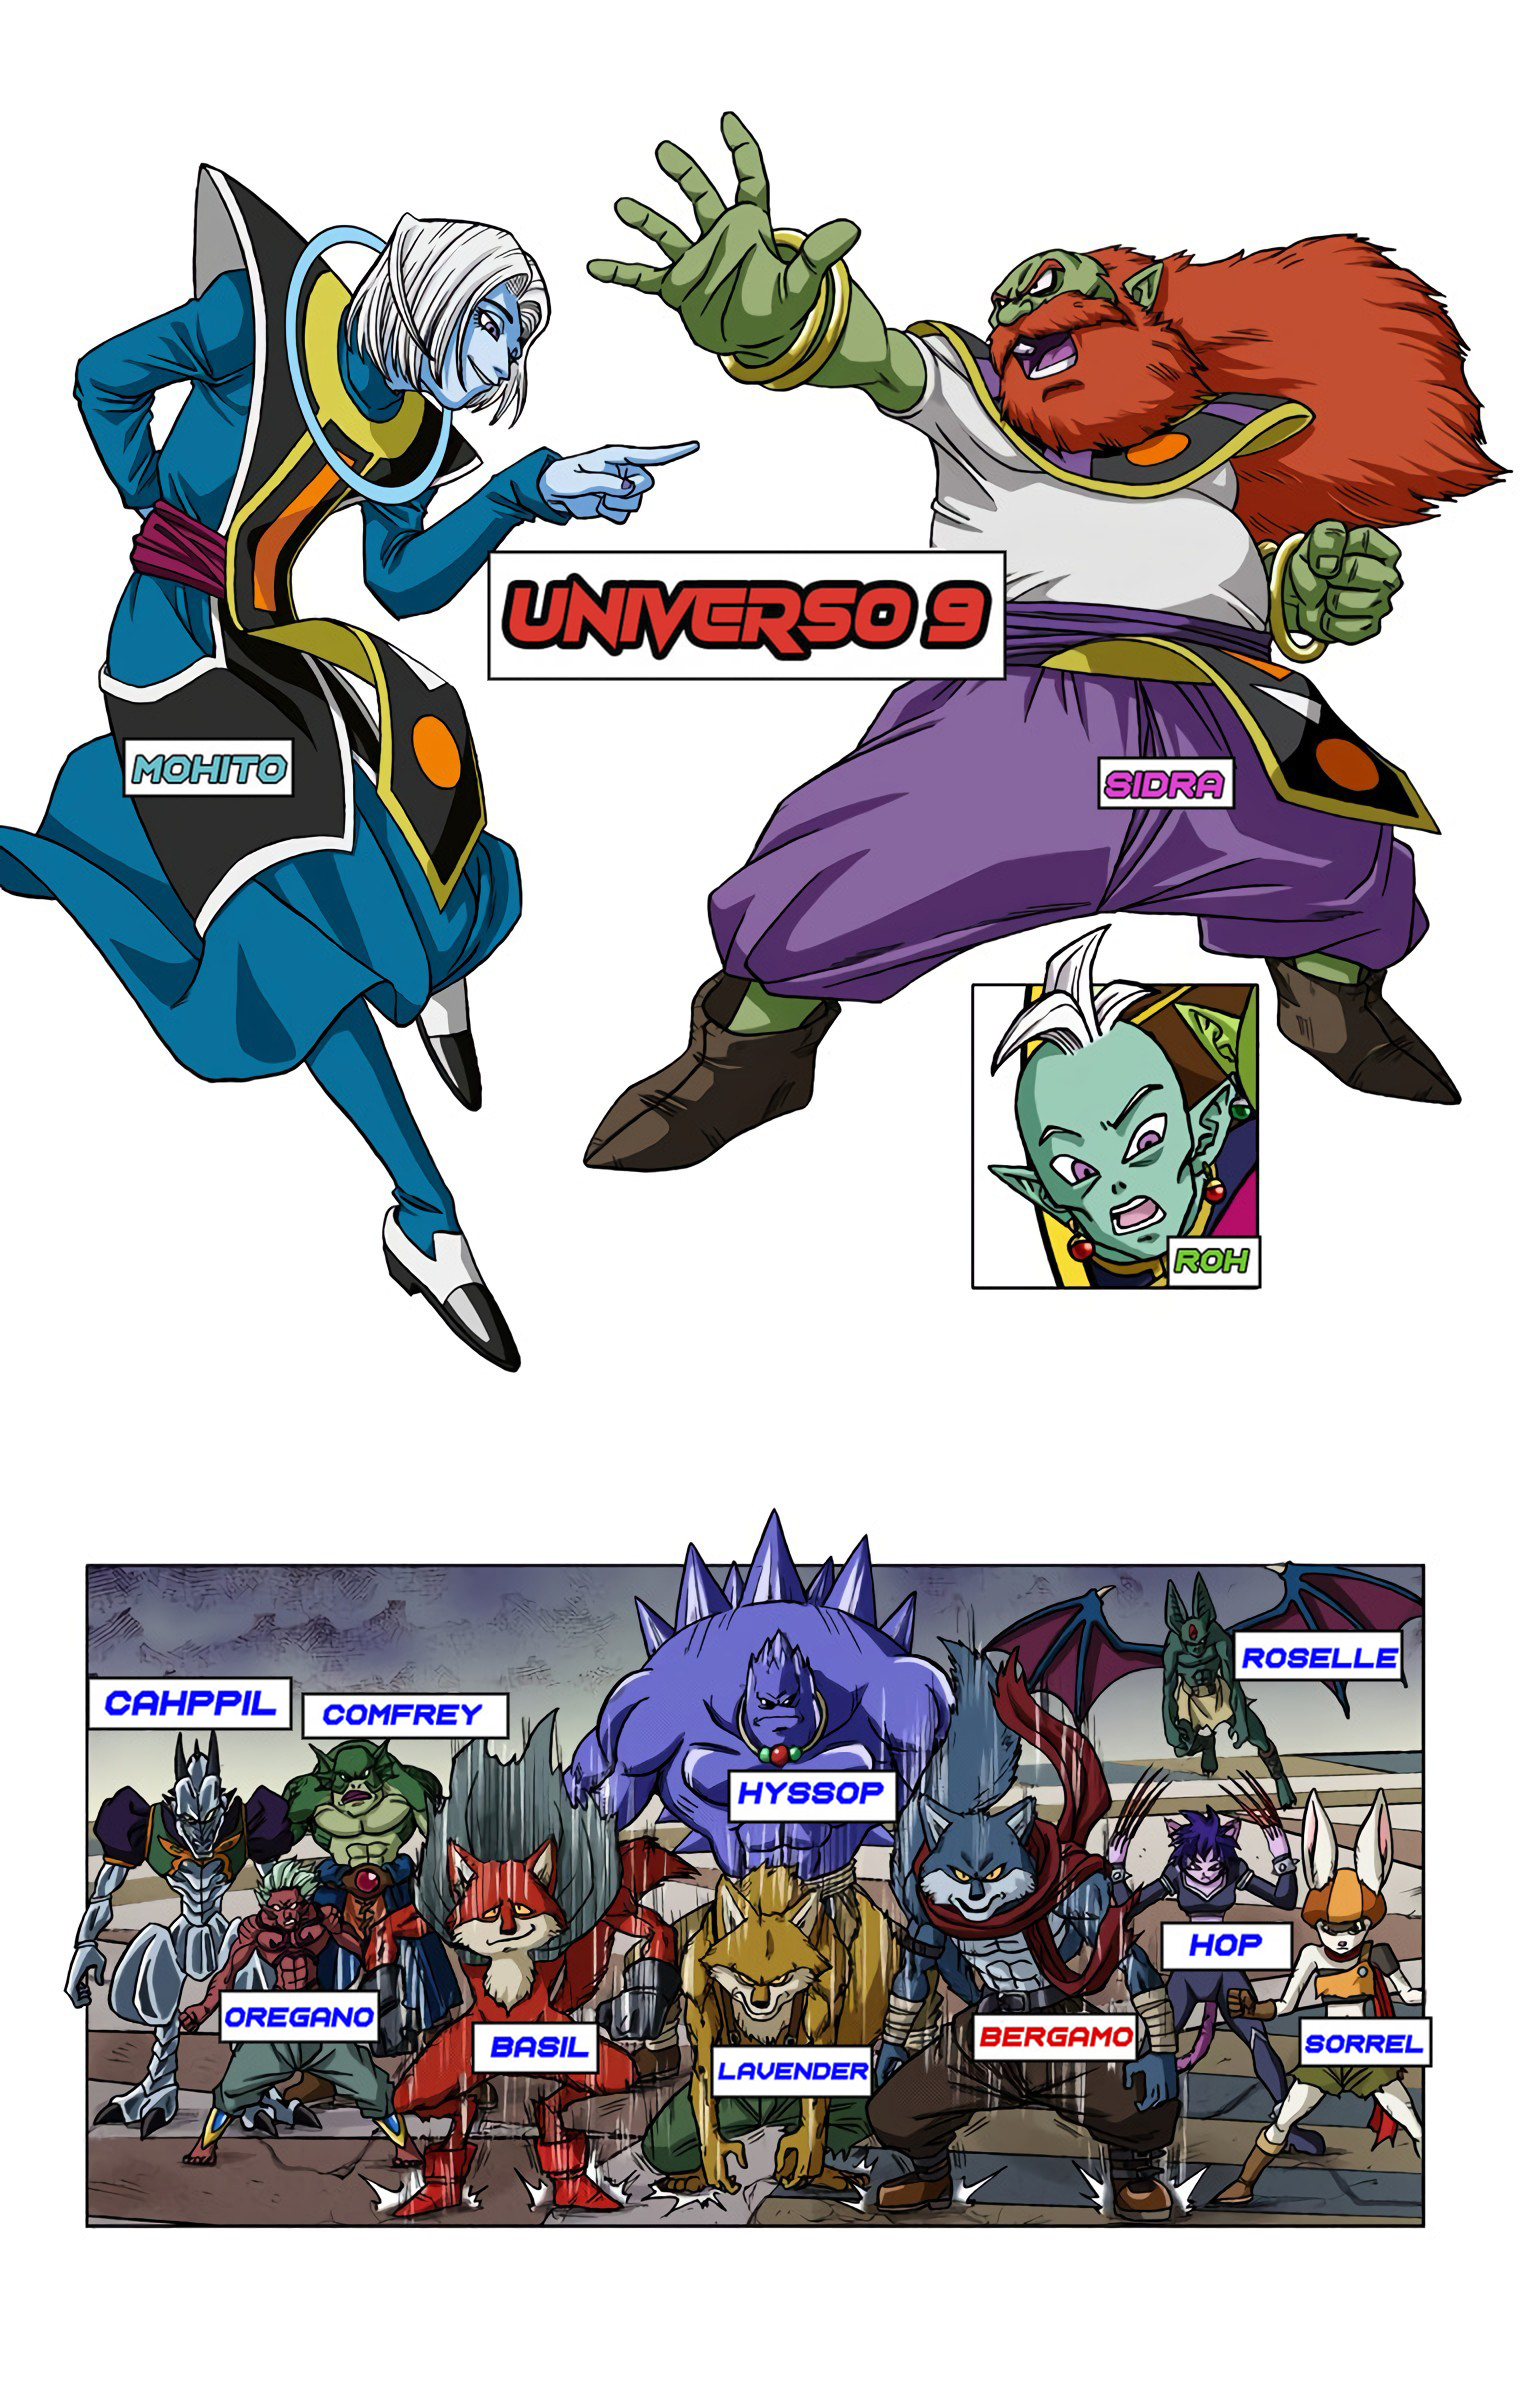 UNIVERSO 9
MOHITO
SIDRA
ROH
ROSELLE
CAHPPIL
COMFREY
HYSSOP
HOP
OREGANO
BERGAMO
SORREL
BASIL
LAVENDER